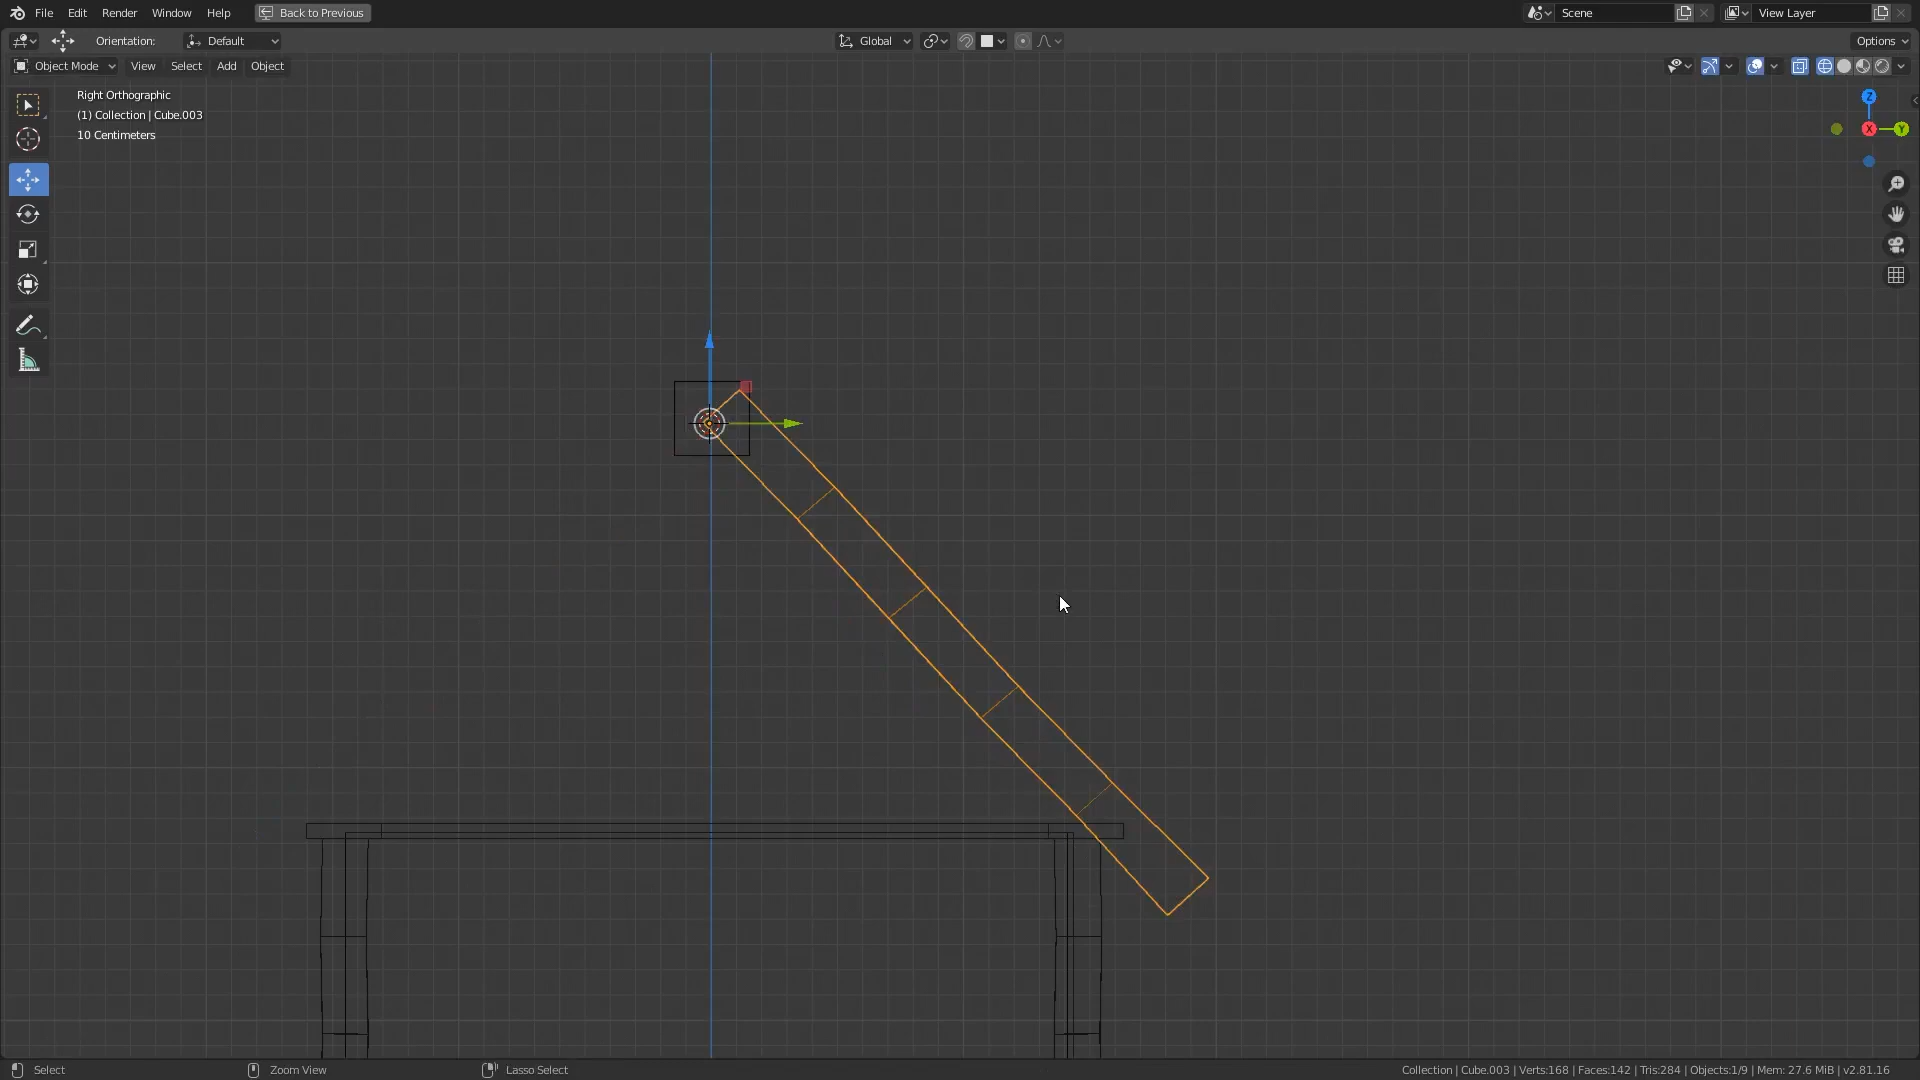 File Edit Render Window Help Back to Previous Scene View Layer
Orientation: Default Global Options
Object Mode View Select Add Object
Right Orthographic
(1) Collection | Cube.003
10 Centimeters
Z
X
Y
Select Zoom View Lasso Select Collection | Cube.003 | Verts:168 | Faces:142 | Tris:284 | Objects:1/9 | Mem: 27.6 MiB | v2.81.16